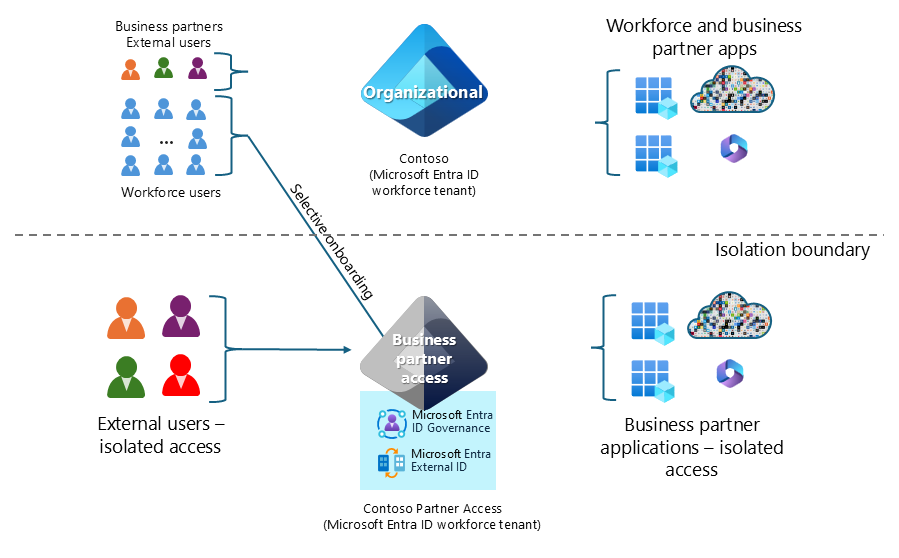 Business partners
External users
Workforce users
Organizational
Contoso
(Microsoft Entra ID
workforce tenant)
Workforce and business
partner apps
...
Selective onboarding
Isolation boundary
External users –
isolated access
Business
partner
access
Microsoft Entra
ID Governance
Microsoft Entra
External ID
Contoso Partner Access
(Microsoft Entra ID workforce tenant)
Business partner
applications – isolated
access